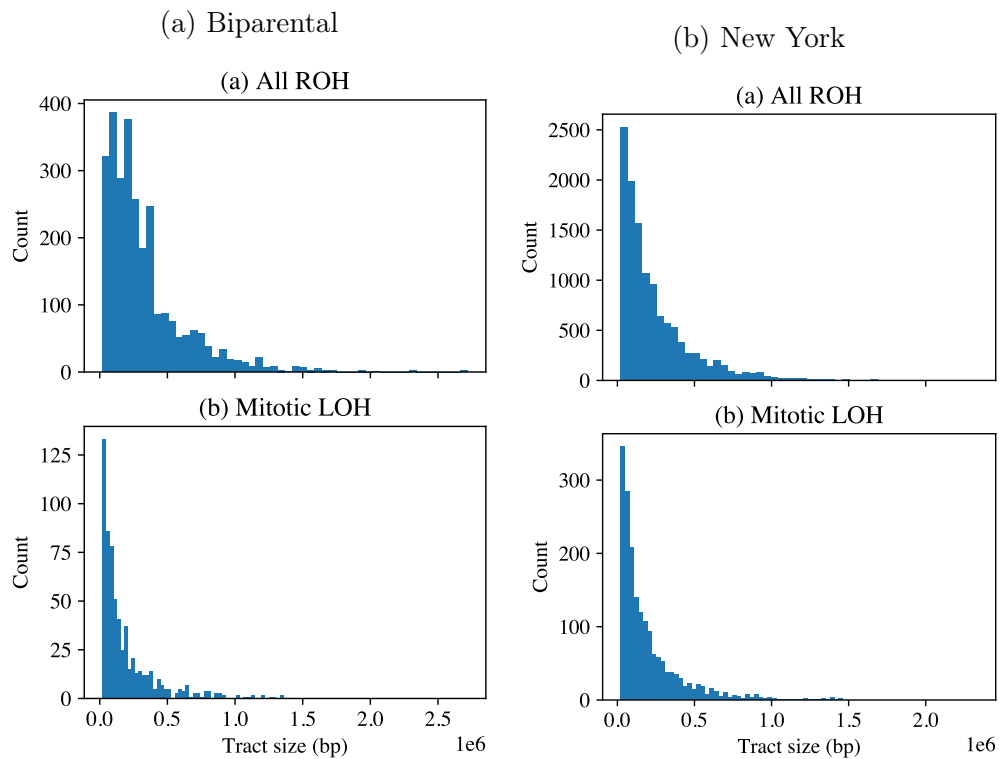 (a) Biparental
(a) All ROH
400
300
200
100
0
Count
(b) Mitotic LOH
125
100
75
50
25
0
Count
0.0 0.5 1.0 1.5 2.0 2.5
Tract size (bp) 1e6
(b) New York
(a) All ROH
2500
2000
1500
1000
500
0
Count
(b) Mitotic LOH
300
200
100
0
Count
0.0 0.5 1.0 1.5 2.0
Tract size (bp) 1e6